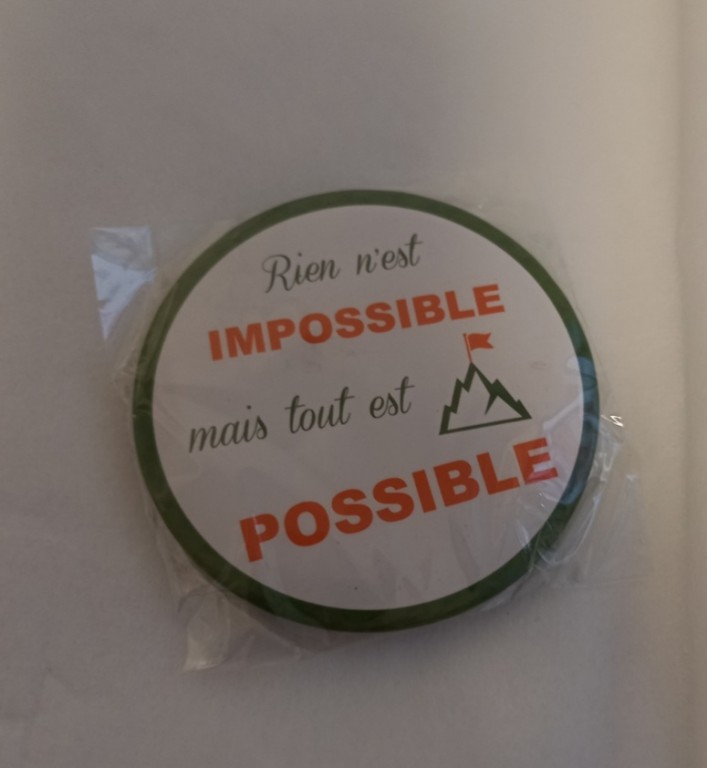 Rien n'est
IMPOSSIBLE
mais tout est
POSSIBLE